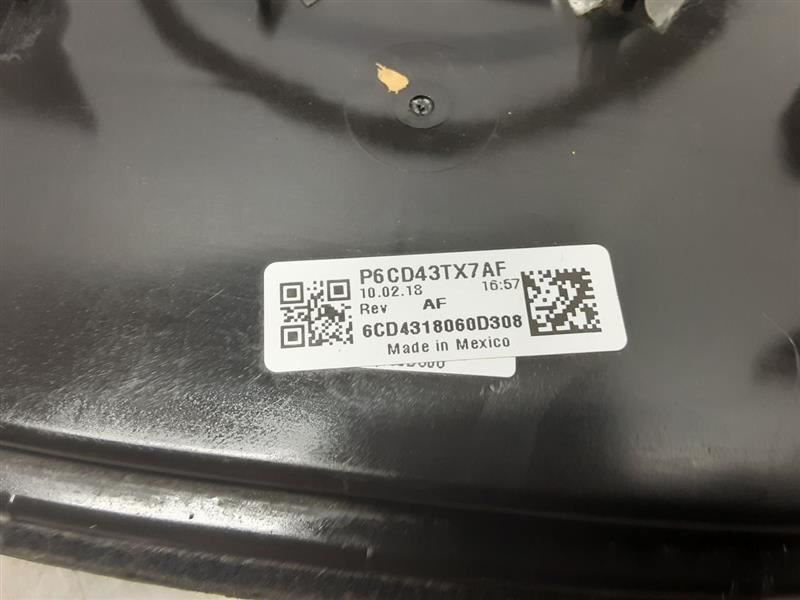 P6CD43TX7AF
10.02.18 16:57
Rev AF
6CD4318060D308
Made in Mexico